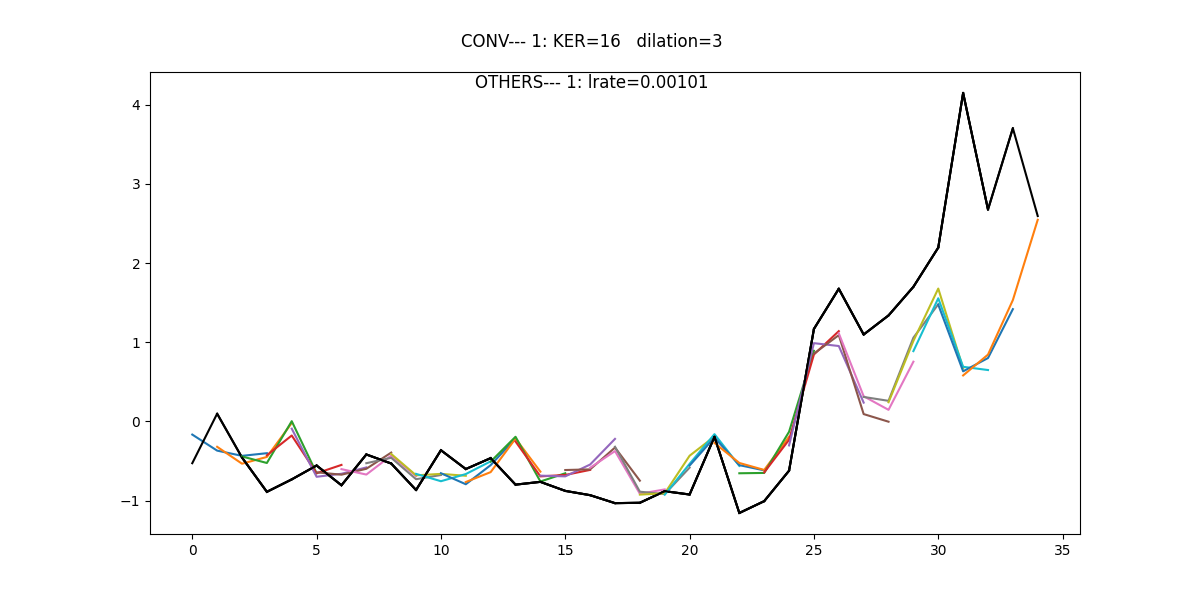 CONV--- 1: KER=16 dilation=3
OTHERS--- 1: lrate=0.00101
4
3
2
1
0
−1
0 5 10 15 20 25 30 35